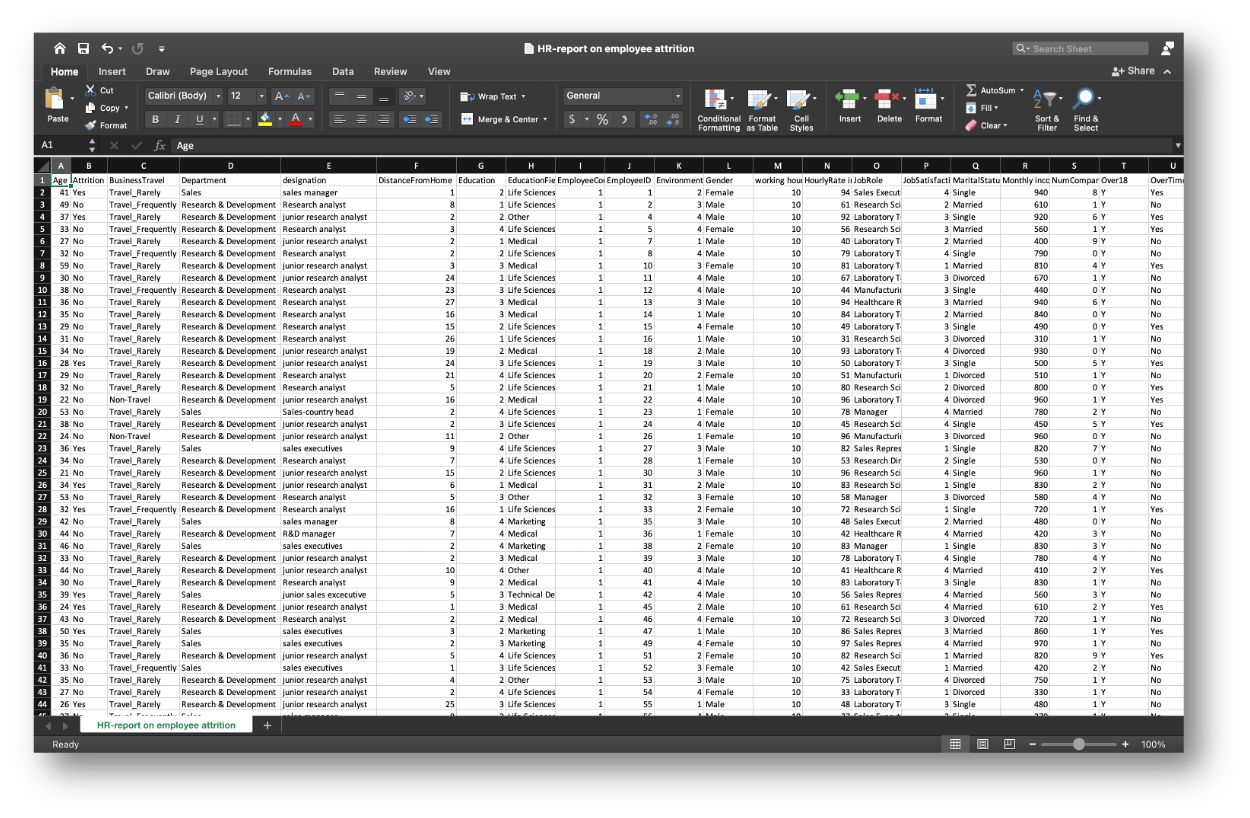 HR-report on employee attrition
Search Sheet
Home Insert Draw Page Layout Formulas Data Review View Share
Paste Cut Copy Format
Calibri (Body) 12 A A
B I U A
Wrap Text
Merge & Center
General
$ %
Conditional Formatting Format as Table Cell Styles
Insert Delete Format
AutoSum Fill Clear
Sort & Filter Find & Select
A1 fx Age
A B C D E F G H I J K L M N O P Q R S T U
1 Age Attrition BusinessTravel Department designation DistanceFromHome Education EducationFie EmployeeCo EmployeeID Environment Gender working hou HourlyRate i JobRole JobSatisfacti MaritalStatu Monthly inco NumCompar Over18 OverTim
2 41 Yes Travel_Rarely Sales sales manager 1 2 Life Sciences 1 1 2 Female 10 94 Sales Execut 4 Single 940 8 Y Yes
3 49 No Travel_Frequently Research & Development Research analyst 8 1 Life Sciences 1 2 3 Male 10 61 Research Sci 2 Married 610 1 Y No
4 37 Yes Travel_Rarely Research & Development junior research analyst 2 2 Other 1 4 4 Male 10 92 Laboratory T 3 Single 920 6 Y Yes
5 33 No Travel_Frequently Research & Development Research analyst 3 4 Life Sciences 1 5 4 Female 10 56 Research Sci 3 Married 560 1 Y Yes
6 27 No Travel_Rarely Research & Development junior research analyst 2 1 Medical 1 7 1 Male 10 40 Laboratory T 2 Married 400 9 Y No
7 32 No Travel_Frequently Research & Development Research analyst 2 2 Life Sciences 1 8 4 Male 10 79 Laboratory T 4 Single 790 0 Y No
8 59 No Travel_Rarely Research & Development junior research analyst 3 3 Medical 1 10 3 Female 10 81 Laboratory T 1 Married 810 4 Y Yes
9 30 No Travel_Rarely Research & Development junior research analyst 24 1 Life Sciences 1 11 4 Male 10 67 Laboratory T 3 Divorced 670 1 Y No
10 38 No Travel_Frequently Research & Development Research analyst 23 3 Life Sciences 1 12 4 Male 10 44 Manufacturi 3 Single 440 0 Y No
11 36 No Travel_Rarely Research & Development Research analyst 27 3 Medical 1 13 3 Male 10 94 Healthcare R 3 Married 940 6 Y No
12 35 No Travel_Rarely Research & Development Research analyst 16 3 Medical 1 14 1 Male 10 84 Laboratory T 2 Married 840 0 Y No
13 29 No Travel_Rarely Research & Development Research analyst 15 2 Life Sciences 1 15 4 Female 10 49 Laboratory T 3 Single 490 0 Y Yes
14 31 No Travel_Rarely Research & Development Research analyst 26 1 Life Sciences 1 16 1 Male 10 31 Research Sci 3 Divorced 310 1 Y No
15 34 No Travel_Rarely Research & Development junior research analyst 19 2 Medical 1 18 2 Male 10 93 Laboratory T 4 Divorced 930 0 Y No
16 28 Yes Travel_Rarely Research & Development junior research analyst 24 3 Life Sciences 1 19 3 Male 10 50 Laboratory T 3 Single 500 5 Y Yes
17 29 No Travel_Rarely Research & Development Research analyst 21 4 Life Sciences 1 20 2 Female 10 51 Manufacturi 1 Divorced 510 1 Y No
18 32 No Travel_Rarely Research & Development Research analyst 5 2 Life Sciences 1 21 1 Male 10 80 Research Sci 2 Divorced 800 0 Y Yes
19 22 No Non-Travel Research & Development junior research analyst 16 2 Medical 1 22 4 Male 10 96 Laboratory T 4 Divorced 960 1 Y Yes
20 53 No Travel_Rarely Sales Sales-country head 2 4 Life Sciences 1 23 1 Female 10 78 Manager 4 Married 780 2 Y No
21 38 No Travel_Rarely Research & Development junior research analyst 2 3 Life Sciences 1 24 4 Male 10 45 Research Sci 4 Single 450 5 Y Yes
22 24 No Non-Travel Research & Development junior research analyst 11 2 Other 1 26 1 Female 10 96 Manufacturi 3 Divorced 960 0 Y No
23 36 Yes Travel_Rarely Sales sales executives 9 4 Life Sciences 1 27 3 Male 10 82 Sales Repres 1 Single 820 7 Y No
24 34 No Travel_Rarely Research & Development Research analyst 7 4 Life Sciences 1 28 1 Female 10 53 Research Dir 2 Single 530 0 Y No
25 21 No Travel_Rarely Research & Development junior research analyst 15 2 Life Sciences 1 30 3 Male 10 96 Research Sci 4 Single 960 1 Y No
26 34 Yes Travel_Rarely Research & Development junior research analyst 6 1 Medical 1 31 2 Male 10 83 Research Sci 1 Single 830 2 Y No
27 53 No Travel_Rarely Research & Development Research analyst 5 3 Other 1 32 3 Female 10 58 Manager 3 Divorced 580 4 Y No
28 32 Yes Travel_Frequently Research & Development Research analyst 16 1 Life Sciences 1 33 2 Female 10 72 Research Sci 1 Single 720 1 Y Yes
29 42 No Travel_Rarely Sales sales manager 8 4 Marketing 1 35 3 Male 10 48 Sales Execut 2 Married 480 0 Y No
30 44 No Travel_Rarely Research & Development R&D manager 7 4 Medical 1 36 1 Female 10 42 Healthcare R 4 Married 420 3 Y No
31 46 No Travel_Rarely Sales sales executives 2 4 Marketing 1 38 2 Female 10 83 Manager 1 Single 830 3 Y No
32 33 No Travel_Rarely Research & Development junior research analyst 2 3 Medical 1 39 3 Male 10 78 Laboratory T 4 Single 780 4 Y No
33 44 No Travel_Rarely Research & Development junior research analyst 10 4 Other 1 40 4 Male 10 41 Healthcare R 4 Married 410 2 Y Yes
34 30 No Travel_Rarely Research & Development Research analyst 9 2 Medical 1 41 4 Male 10 83 Laboratory T 3 Single 830 1 Y No
35 39 Yes Travel_Rarely Sales junior sales excecutive 5 3 Technical De 1 42 4 Male 10 56 Sales Repres 4 Married 560 3 Y No
36 24 Yes Travel_Rarely Research & Development junior research analyst 1 3 Medical 1 45 2 Male 10 61 Research Sci 4 Married 610 2 Y Yes
37 43 No Travel_Rarely Research & Development Research analyst 2 2 Medical 1 46 4 Female 10 72 Research Sci 3 Divorced 720 1 Y No
38 50 Yes Travel_Rarely Sales sales executives 3 2 Marketing 1 47 1 Male 10 86 Sales Repres 3 Married 860 1 Y Yes
39 35 No Travel_Rarely Sales sales executives 2 3 Marketing 1 49 4 Female 10 97 Sales Repres 4 Married 970 1 Y No
40 36 No Travel_Rarely Research & Development junior research analyst 5 4 Life Sciences 1 51 2 Female 10 82 Research Sci 1 Married 820 9 Y Yes
41 33 No Travel_Frequently Sales sales executives 1 3 Life Sciences 1 52 3 Female 10 42 Sales Execut 1 Married 420 2 Y No
42 35 No Travel_Rarely Research & Development junior research analyst 4 2 Other 1 53 3 Male 10 75 Laboratory T 4 Divorced 750 1 Y No
43 27 No Travel_Rarely Research & Development junior research analyst 2 4 Life Sciences 1 54 4 Female 10 33 Laboratory T 1 Divorced 330 1 Y No
44 26 Yes Travel_Rarely Research & Development junior research analyst 25 3 Life Sciences 1 55 1 Male 10 48 Laboratory T 3 Single 480 1 Y No
HR-report on employee attrition +
Ready 100%